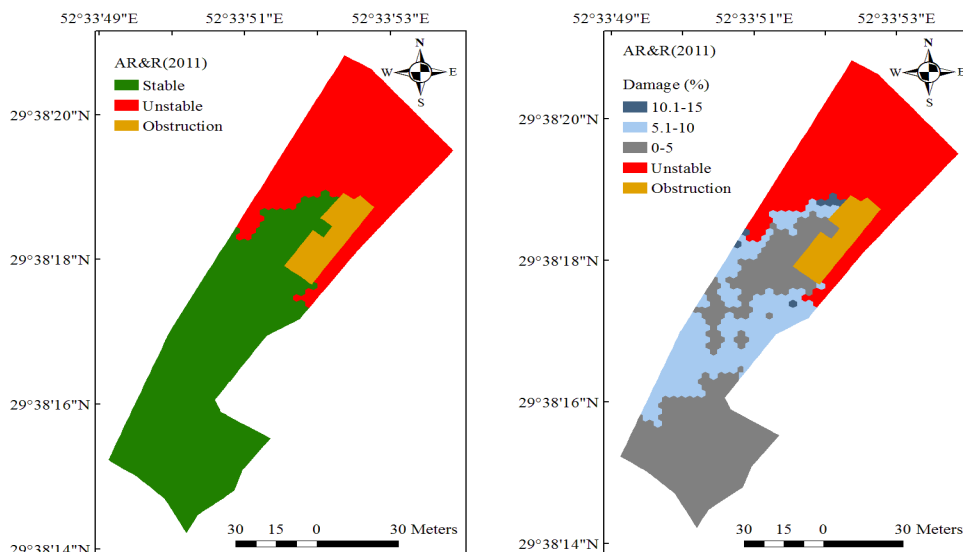 52°33'49"E 52°33'51"E 52°33'53"E
N
W E
S
AR&R(2011)
Stable
Unstable
Obstruction
29°38'20"N
29°38'18"N
29°38'16"N
29°38'14"N
30 15 0 30 Meters
52°33'49"E 52°33'51"E 52°33'53"E
N
W E
S
AR&R(2011)
Damage (%)
10.1-15
5.1-10
0-5
Unstable
Obstruction
29°38'20"N
29°38'18"N
29°38'16"N
29°38'14"N
30 15 0 30 Meters